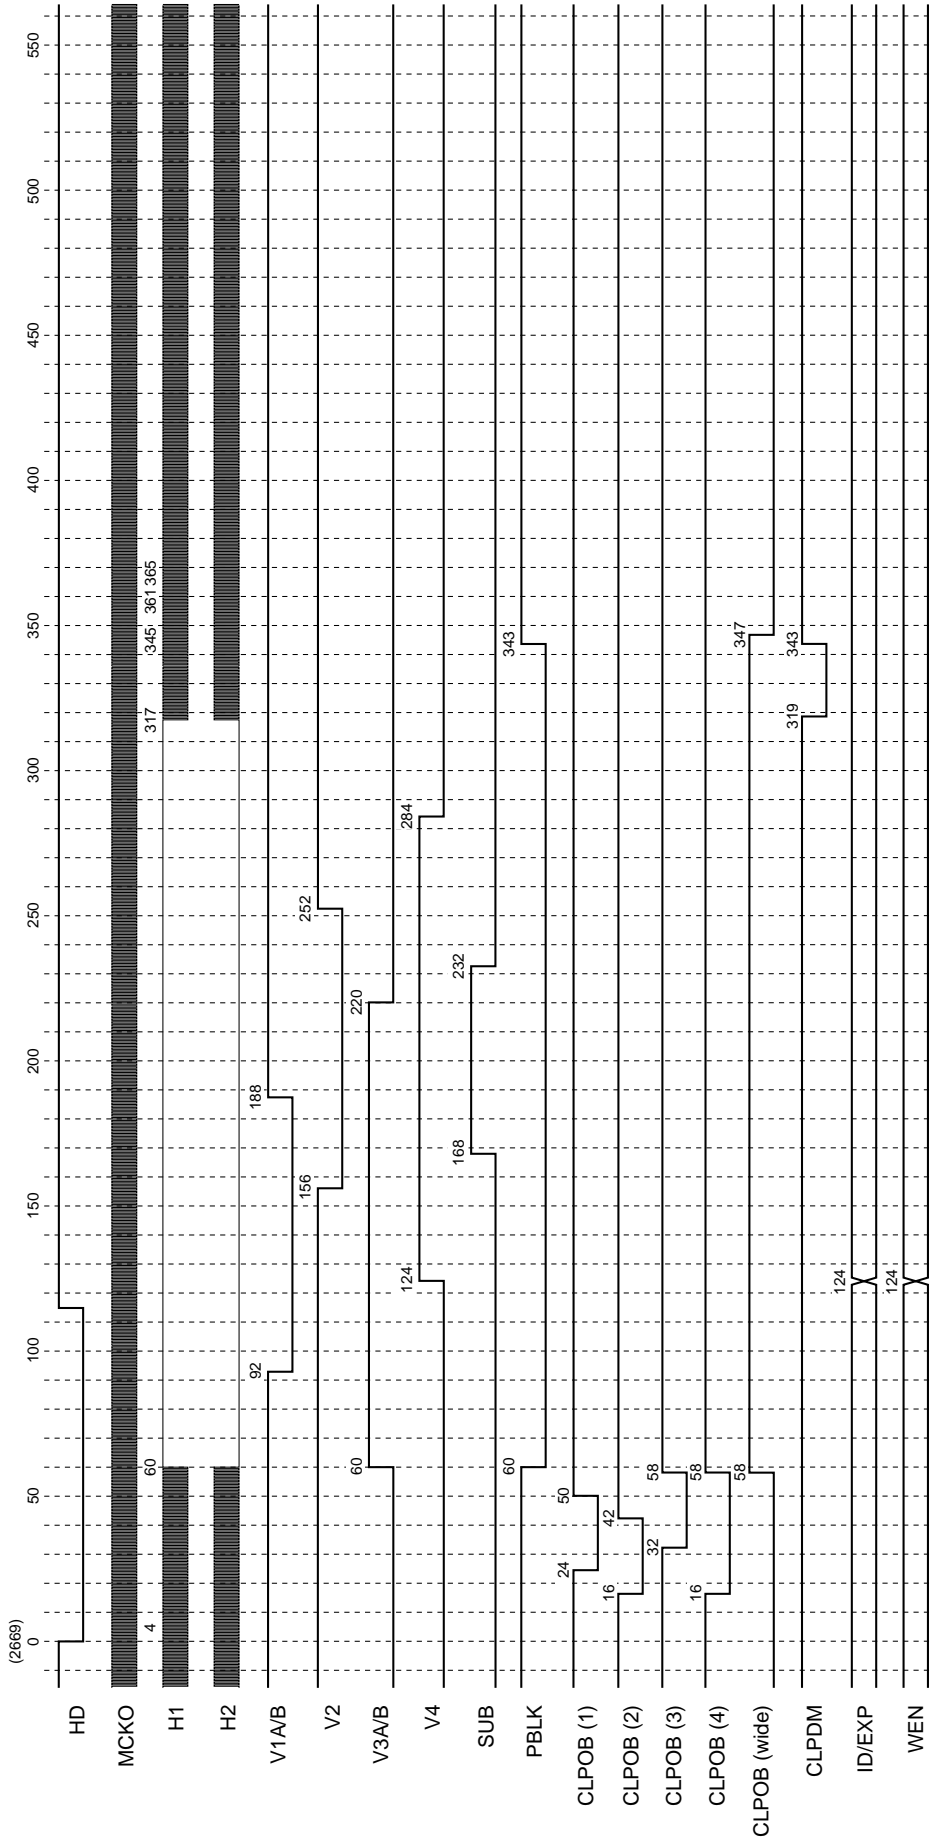 (2669)
0 50 100 150 200 250 300 350 400 450 500 550
HD
MCKO
H1 4 60 317 345 361 365
H2
V1A/B 92 188
V2 156 252
V3A/B 60 220
V4 124 284
SUB 168 232
PBLK 60 343
CLPOB (1) 24 50
CLPOB (2) 16 42
CLPOB (3) 32 58
CLPOB (4) 16 58
CLPOB (wide) 58 347
CLPDM 319 343
ID/EXP 124
WEN 124